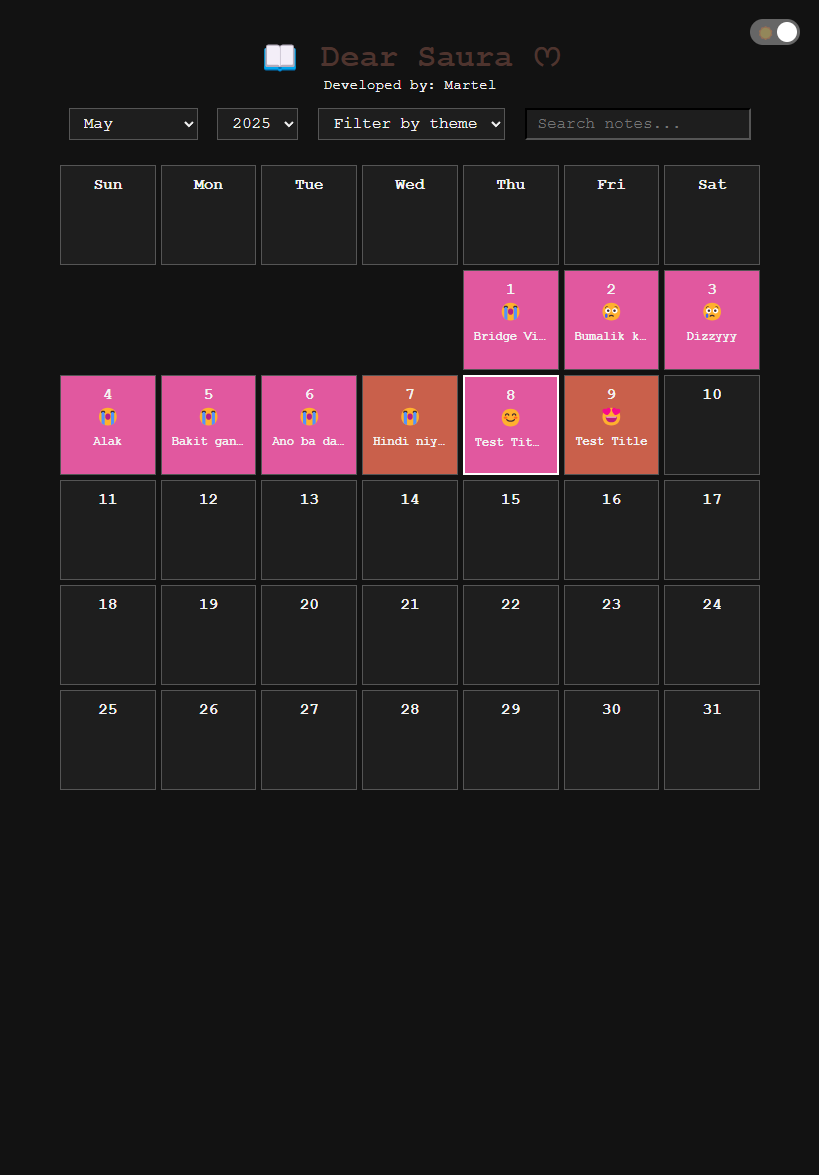 📖 Dear Saura ෆ
Developed by: Martel
May 2025 Filter by theme Search notes...
Sun Mon Tue Wed Thu Fri Sat
1 2 3
😭 😢 😢
Bridge Vi… Bumalik k… Dizzyyy
4 5 6 7 8 9 10
😭 😭 😭 😭 😊 😍
Alak Bakit gan… Ano ba da… Hindi niy… Test Tit… Test Title
11 12 13 14 15 16 17
18 19 20 21 22 23 24
25 26 27 28 29 30 31